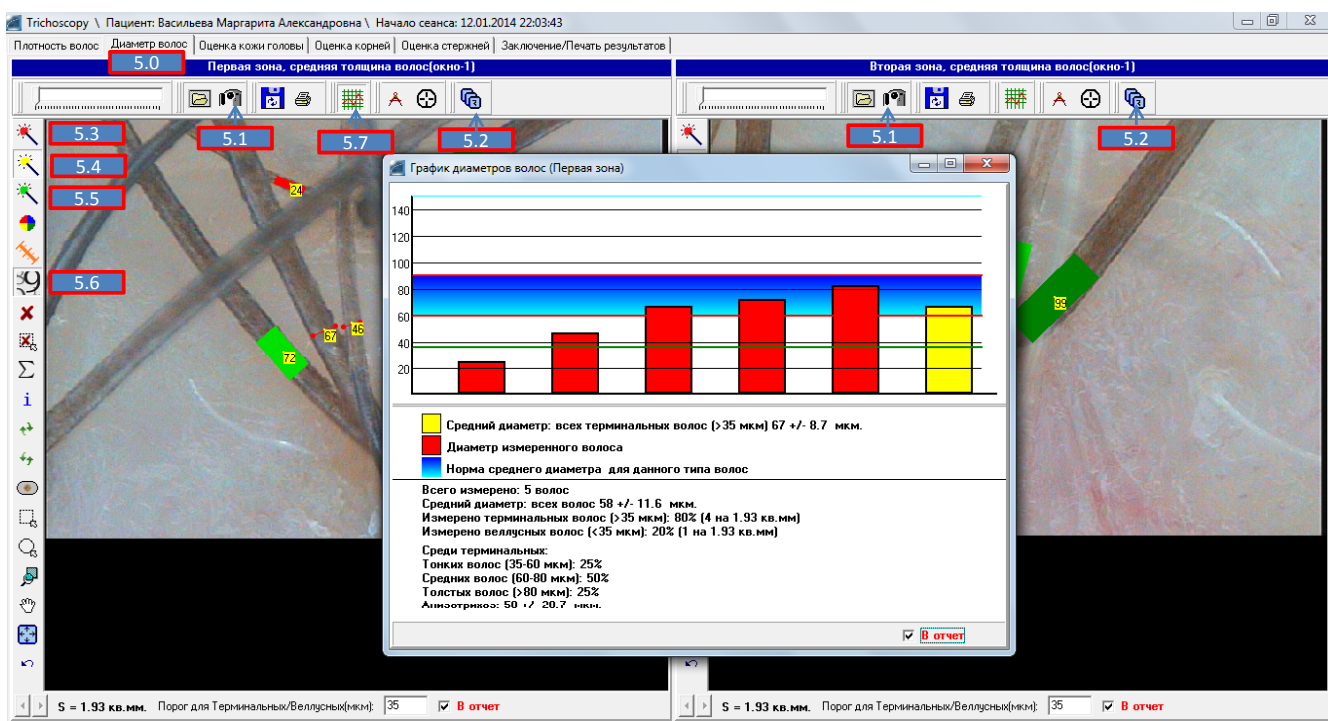 Trichoscopy \ Пациент: Васильева Маргарита Александровна \ Начало сеанса: 12.01.2014 22:03:43
Плотность волос Диаметр волос Оценка кожи головы Оценка корней Оценка стержней Заключение/Печать результатов
5.0
Первая зона, средняя толщина волос(окно-1)
Вторая зона, средняя толщина волос(окно-1)
5.3
5.1
5.7
5.2
5.1
5.2
5.4
5.5
5.6
24
67
46
72
99
График диаметров волос (Первая зона)
140
120
100
80
60
40
20
Средний диаметр: всех терминальных волос (>35 мкм) 67 +/- 8.7 мкм.
Диаметр измеренного волоса
Норма среднего диаметра для данного типа волос
Всего измерено: 5 волос
Средний диаметр: всех волос 58 +/- 11.6 мкм.
Измерено терминальных волос (>35 мкм): 80% (4 на 1.93 кв.мм)
Измерено веллусных волос (<35 мкм): 20% (1 на 1.93 кв.мм)
Среди терминальных:
Тонких волос (35-60 мкм): 25%
Средних волос (60-80 мкм): 50%
Толстых волос (>80 мкм): 25%
Анизотрихоз: 50 +/- 20.7 мкм.
В отчет
S = 1.93 кв.мм. Порог для Терминальных/Веллусных(мкм): 35 В отчет
S = 1.93 кв.мм. Порог для Терминальных/Веллусных(мкм): 35 В отчет